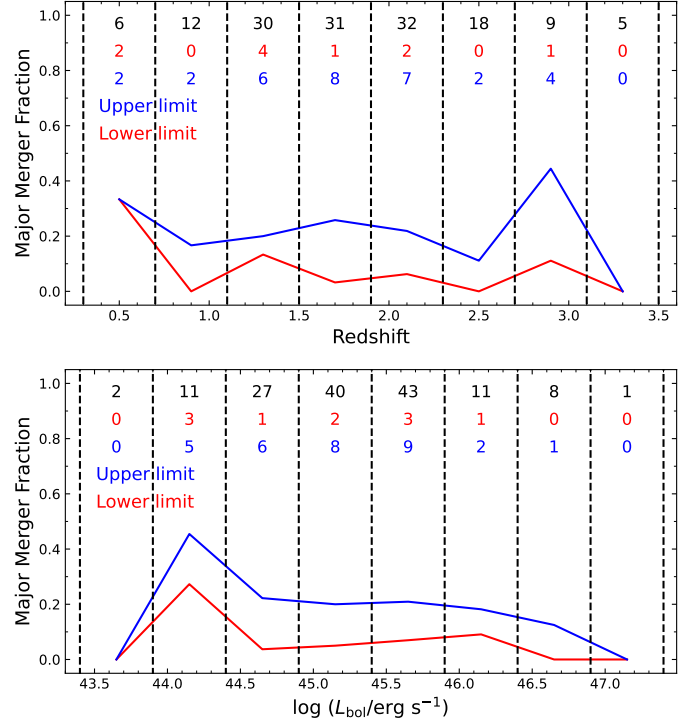 1.0
6 12 30 31 32 18 9 5
2 0 4 1 2 0 1 0
0.8
2 2 6 8 7 2 4 0
Upper limit
Lower limit
0.6
0.4
0.2
0.0
Major Merger Fraction
0.5 1.0 1.5 2.0 2.5 3.0 3.5
Redshift
1.0
2 11 27 40 43 11 8 1
0 3 1 2 3 1 0 0
0.8
0 5 6 8 9 2 1 0
Upper limit
Lower limit
0.6
0.4
0.2
0.0
Major Merger Fraction
43.5 44.0 44.5 45.0 45.5 46.0 46.5 47.0
log (L_bol/erg s⁻¹)